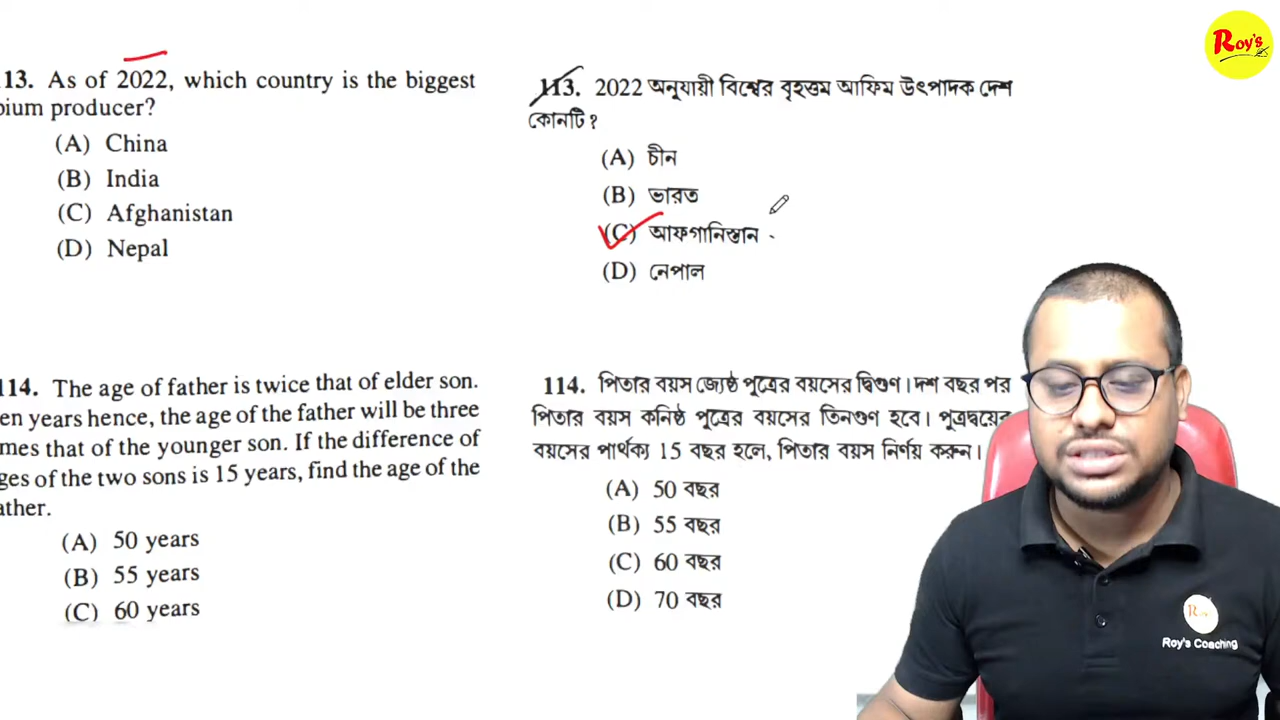 13. As of 2022, which country is the biggest
pium producer?
(A) China
(B) India
(C) Afghanistan
(D) Nepal
114. The age of father is twice that of elder son.
en years hence, the age of the father will be three
mes that of the younger son. If the difference of
ges of the two sons is 15 years, find the age of the
ather.
(A) 50 years
(B) 55 years
(C) 60 years
113. 2022 অনুযায়ী বিশ্বের বৃহত্তম আফিম উৎপাদক দেশ
কোনটি?
(A) চীন
(B) ভারত
(C) আফগানিস্তান
(D) নেপাল
114. পিতার বয়স জ্যেষ্ঠ পুত্রের বয়সের দ্বিগুণ। দশ বছর পর
পিতার বয়স কনিষ্ঠ পুত্রের বয়সের তিনগুণ হবে। পুত্রদ্বয়ের
বয়সের পার্থক্য 15 বছর হলে, পিতার বয়স নির্ণয় করুন।
(A) 50 বছর
(B) 55 বছর
(C) 60 বছর
(D) 70 বছর
Roy's
Roy's
Roy's Coaching